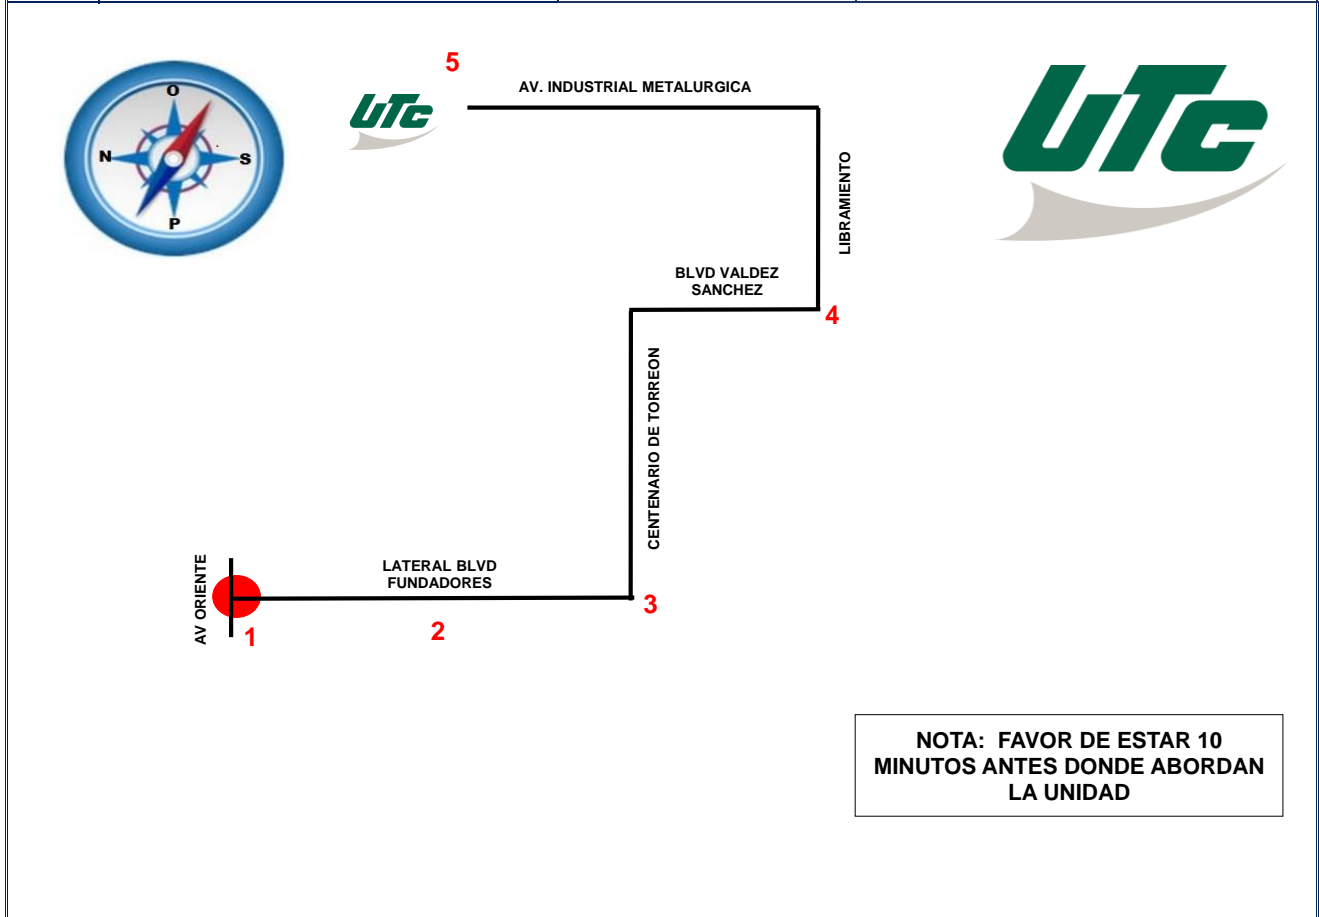 5
AV. INDUSTRIAL METALURGICA
O
N
S
P
UTC
UTC
LIBRAMIENTO
BLVD VALDEZ
SANCHEZ
4
CENTENARIO DE TORREON
AV ORIENTE
LATERAL BLVD
FUNDADORES
3
1
2
NOTA: FAVOR DE ESTAR 10
MINUTOS ANTES DONDE ABORDAN
LA UNIDAD